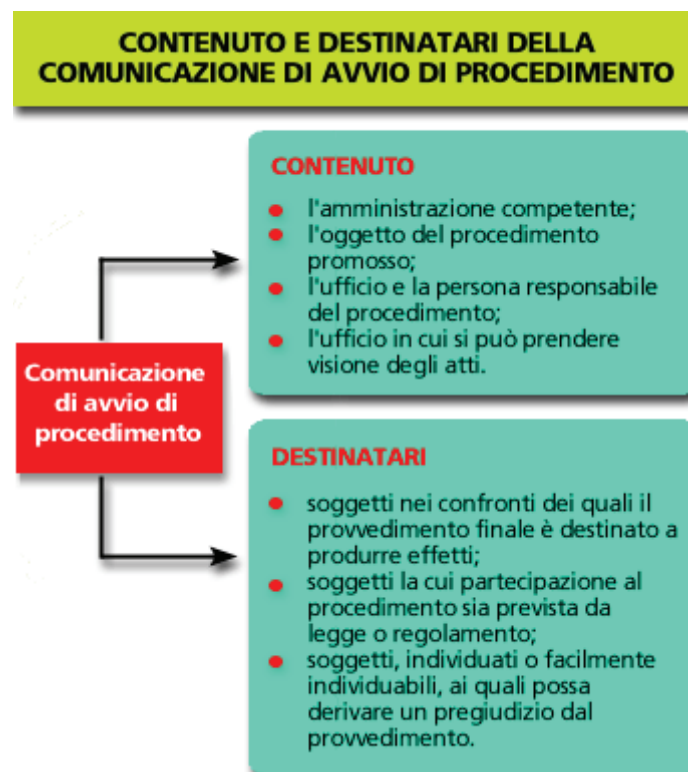 CONTENUTO E DESTINATARI DELLA
COMUNICAZIONE DI AVVIO DI PROCEDIMENTO
CONTENUTO
l'amministrazione competente;
l'oggetto del procedimento
promosso;
l'ufficio e la persona responsabile
del procedimento;
l'ufficio in cui si può prendere
visione degli atti.
Comunicazione
di avvio di
procedimento
DESTINATARI
soggetti nei confronti dei quali il
provvedimento finale è destinato a
produrre effetti;
soggetti la cui partecipazione al
procedimento sia prevista da
legge o regolamento;
soggetti, individuati o facilmente
individuabili, ai quali possa
derivare un pregiudizio dal
provvedimento.